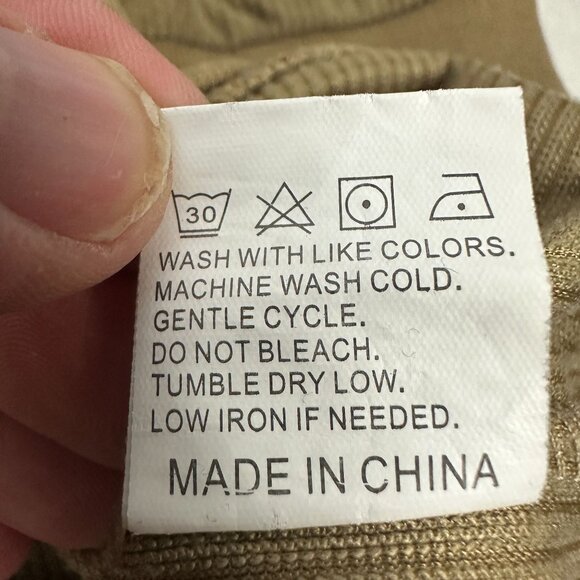 30
WASH WITH LIKE COLORS.
MACHINE WASH COLD.
GENTLE CYCLE.
DO NOT BLEACH.
TUMBLE DRY LOW.
LOW IRON IF NEEDED.
MADE IN CHINA